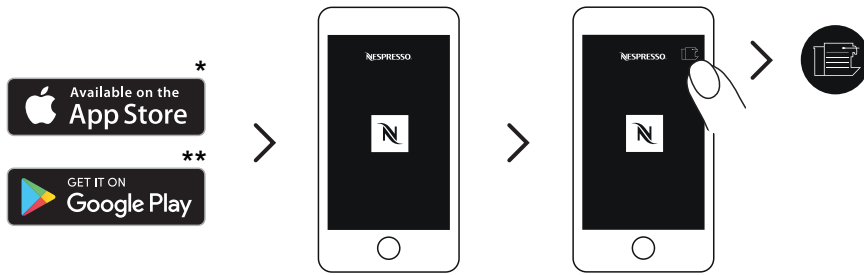 *
Available on the
App Store
**
GET IT ON
Google Play
NESPRESSO
N
NESPRESSO
N